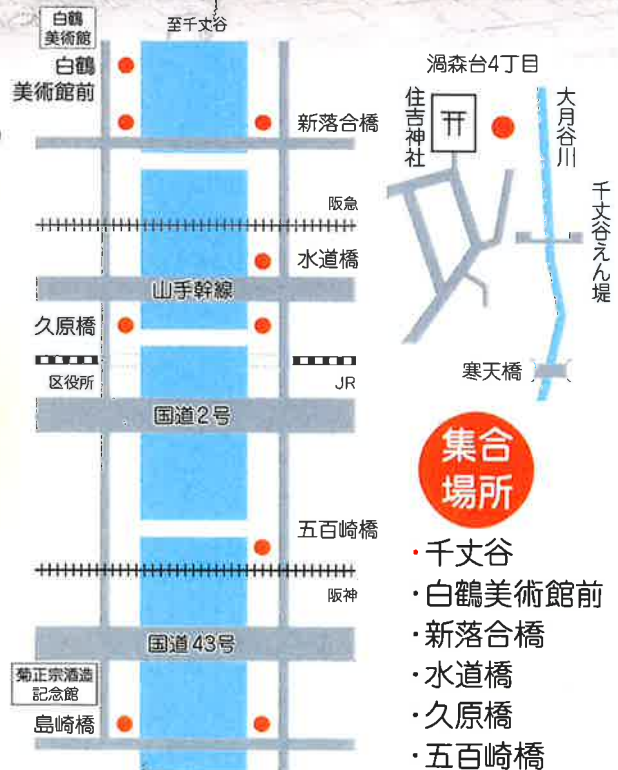 白鶴
美術館
至千丈谷
白鶴
美術館前
新落合橋
阪急
水道橋
山手幹線
久原橋
区役所
JR
国道2号
五百崎橋
阪神
国道43号
菊正宗酒造
記念館
島崎橋
渦森台4丁目
住吉神社
大月谷川
千丈谷えん堤
寒天橋
集合
場所
・千丈谷
・白鶴美術館前
・新落合橋
・水道橋
・久原橋
・五百崎橋